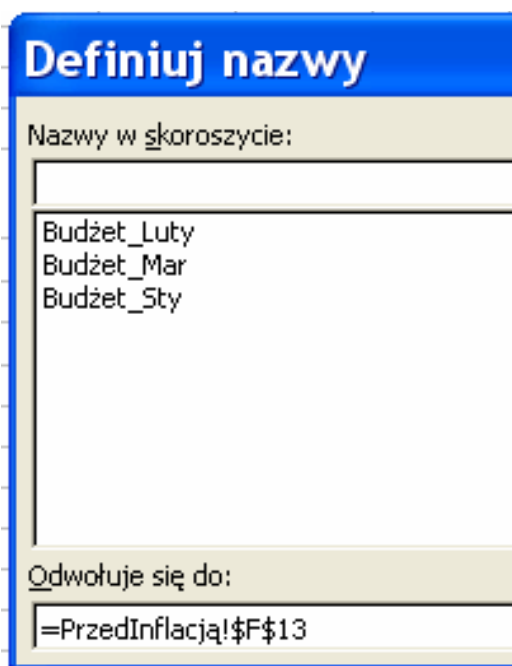 Definiuj nazwy
Nazwy w skoroszycie:
Budżet_Luty
Budżet_Mar
Budżet_Sty
Odwołuje się do:
=PrzedInflacją!$F$13